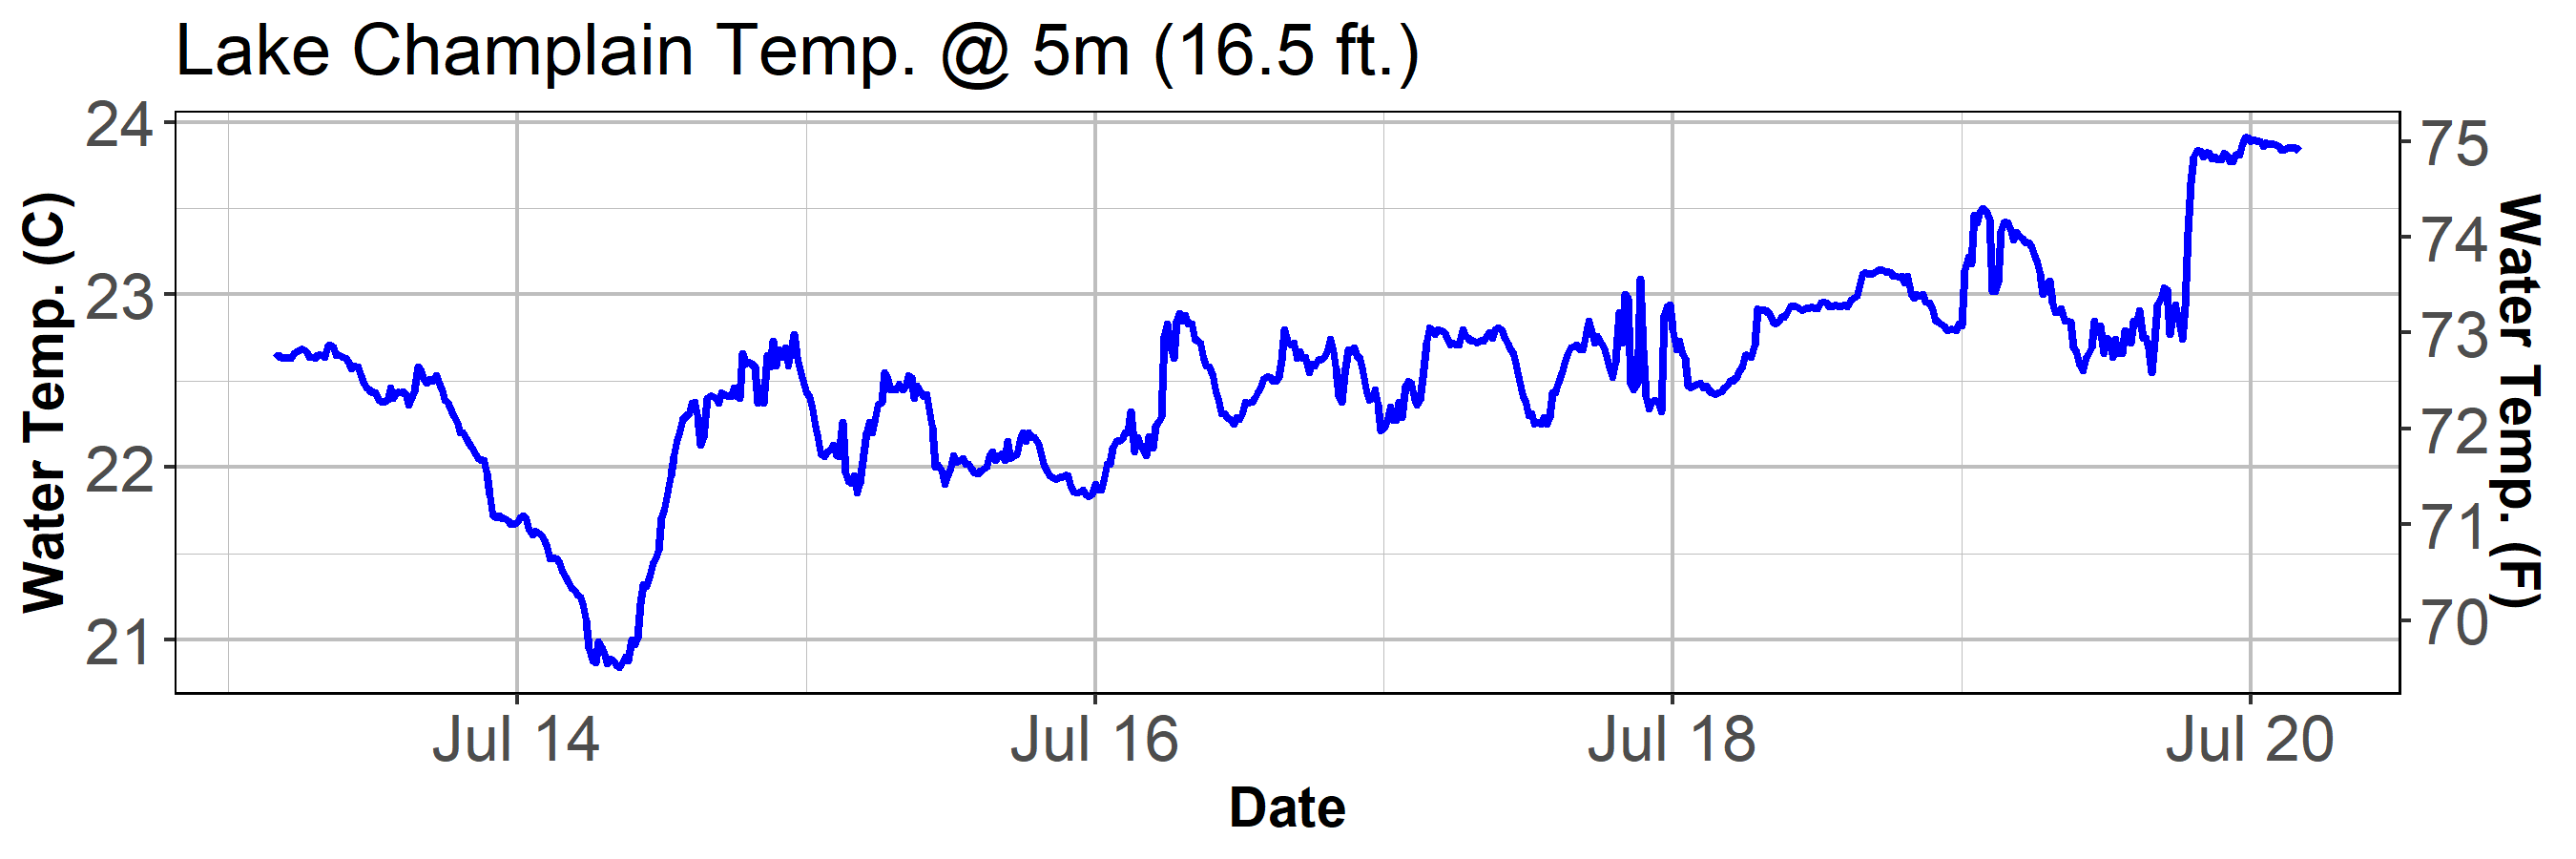 Lake Champlain Temp. @ 5m (16.5 ft.)
Water Temp. (C)
24
23
22
21
75
74
73
72
71
70
Water Temp. (F)
Jul 14 Jul 16 Jul 18 Jul 20
Date